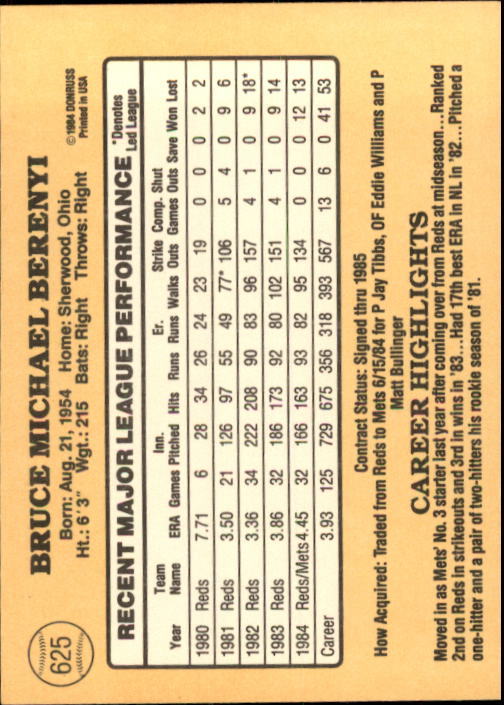 625
BRUCE MICHAEL BERENYI
Born: Aug. 21, 1954 Home: Sherwood, Ohio
Ht.: 6' 3" Wgt.: 215 Bats: Right Throws: Right
© 1984 DONRUSS
Printed in USA
RECENT MAJOR LEAGUE PERFORMANCE
*Denotes
Led League
Year Team Name ERA Games Inn. Pitched Hits Runs Er. Runs Walks Strike Outs Comp. Games Shut Outs Save Won Lost
1980 Reds 7.71 6 28 34 26 24 23 19 0 0 0 2 2
1981 Reds 3.50 21 126 97 55 49 77* 106 5 4 0 9 6
1982 Reds 3.36 34 222 208 90 83 96 157 4 1 0 9 18*
1983 Reds 3.86 32 186 173 92 80 102 151 4 1 0 9 14
1984 Reds/Mets 4.45 32 166 163 93 82 95 134 0 0 0 12 13
Career 3.93 125 729 675 356 318 393 567 13 6 0 41 53
Contract Status: Signed thru 1985
How Acquired: Traded from Reds to Mets 6/15/84 for P Jay Tibbs, OF Eddie Williams and P
Matt Bullinger
CAREER HIGHLIGHTS
Moved in as Mets' No. 3 starter last year after coming over from Reds at midseason...Ranked
2nd on Reds in strikeouts and 3rd in wins in '83...Had 17th best ERA in NL in '82...Pitched a
one-hitter and a pair of two-hitters his rookie season of '81.